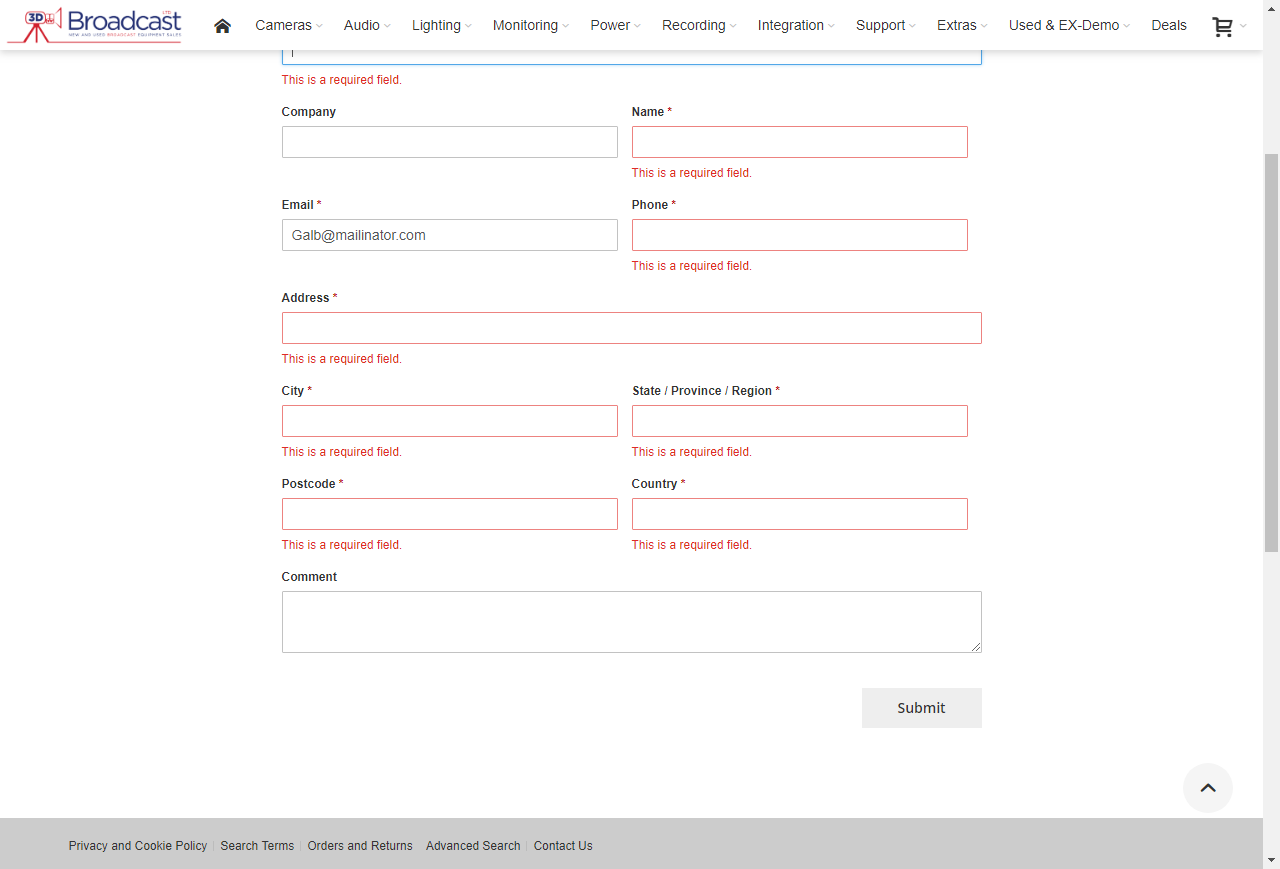 3D Broadcast LTD
NEW AND USED BROADCAST EQUIPMENT SALES
Cameras Audio Lighting Monitoring Power Recording Integration Support Extras Used & EX-Demo Deals
This is a required field.
Company Name *
This is a required field.
Email * Phone *
Galb@mailinator.com
This is a required field.
Address *
This is a required field.
City * State / Province / Region *
This is a required field. This is a required field.
Postcode * Country *
This is a required field. This is a required field.
Comment
Submit
Privacy and Cookie Policy Search Terms Orders and Returns Advanced Search Contact Us